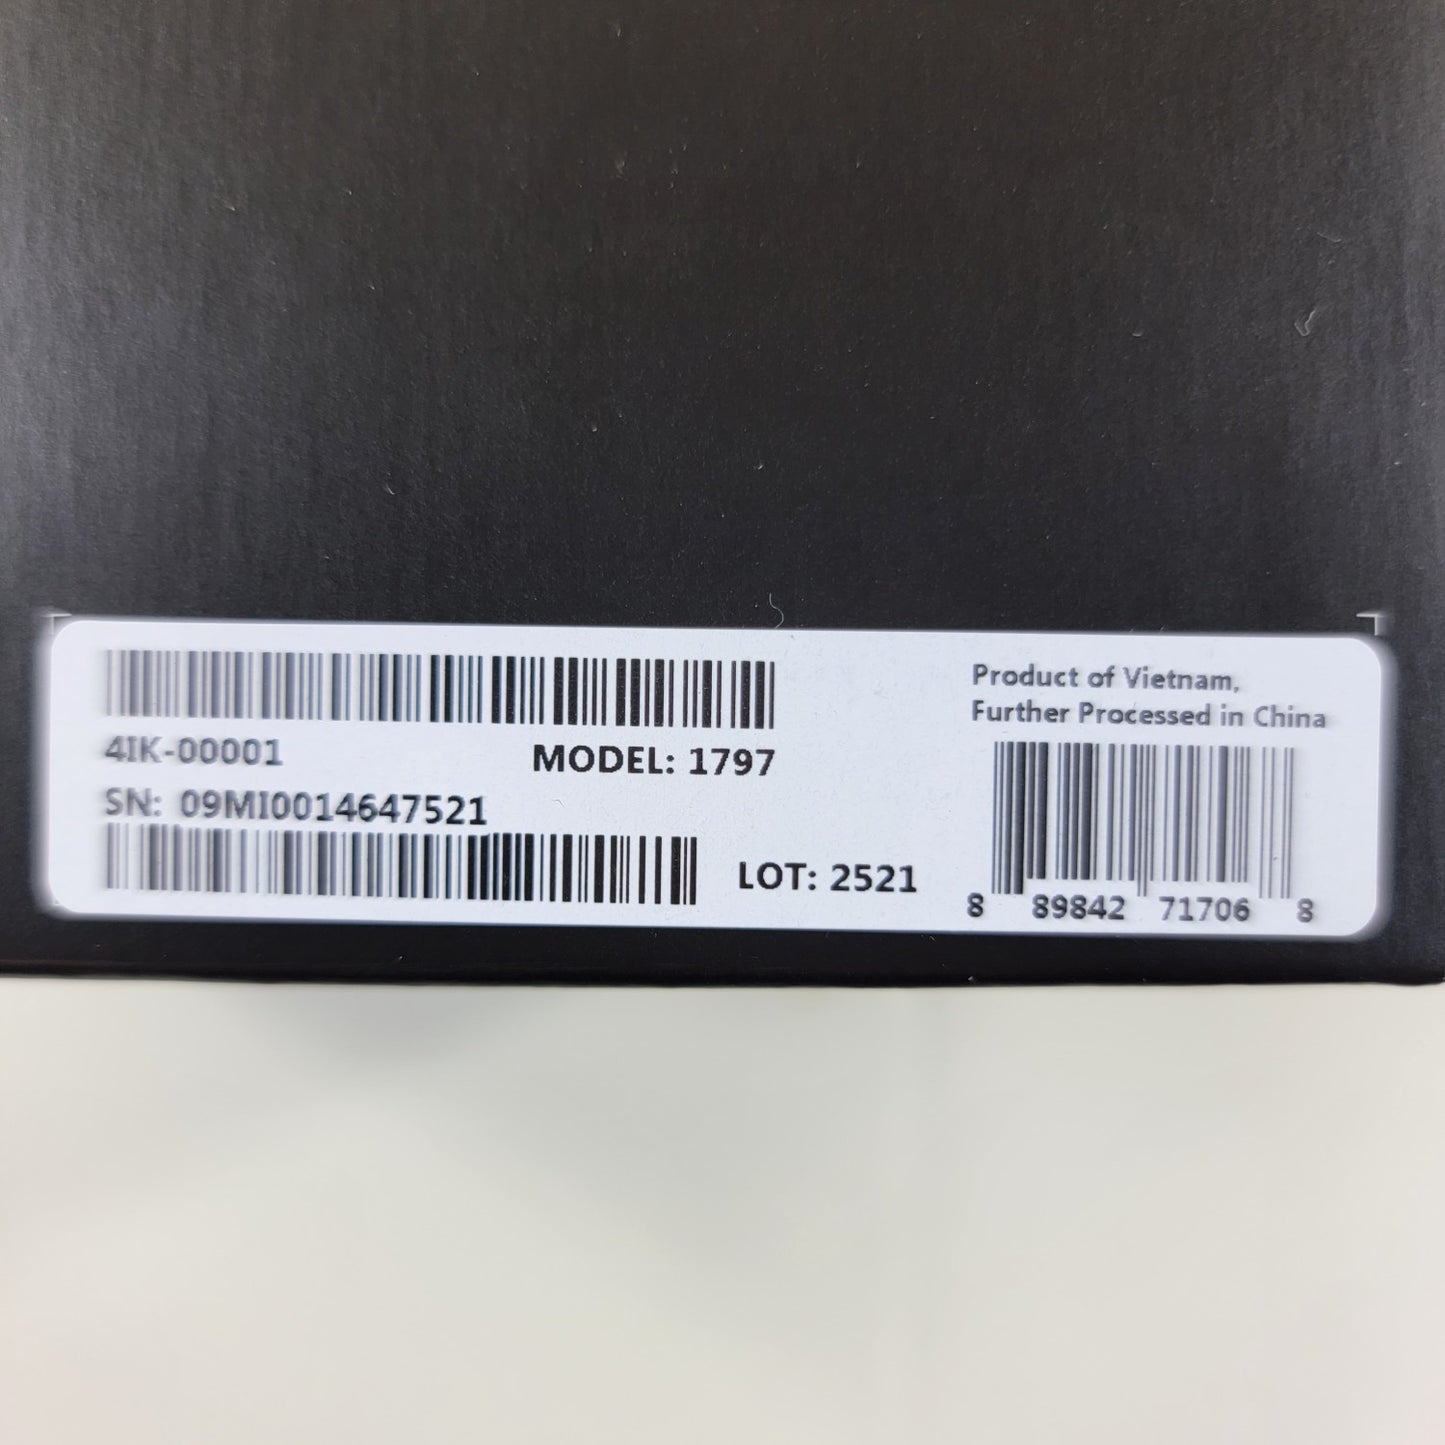 4IK-00001 MODEL: 1797
SN: 09MI0014647521
LOT: 2521
Product of Vietnam,
Further Processed in China
8 89842 71706 8